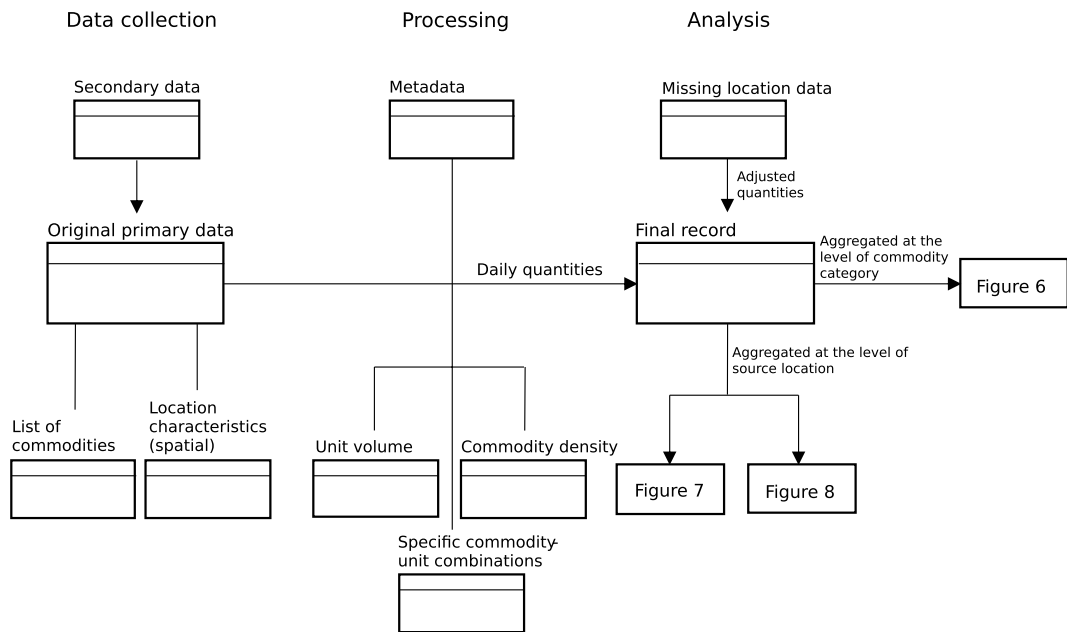 Data collection
Processing
Analysis
Secondary data
Metadata
Missing location data
Adjusted
quantities
Original primary data
Final record
Daily quantities
Aggregated at the
level of commodity
category
Figure 6
Aggregated at the level of
source location
List of
commodities
Location
characteristics
(spatial)
Unit volume
Commodity density
Figure 7
Figure 8
Specific commodity-
unit combinations